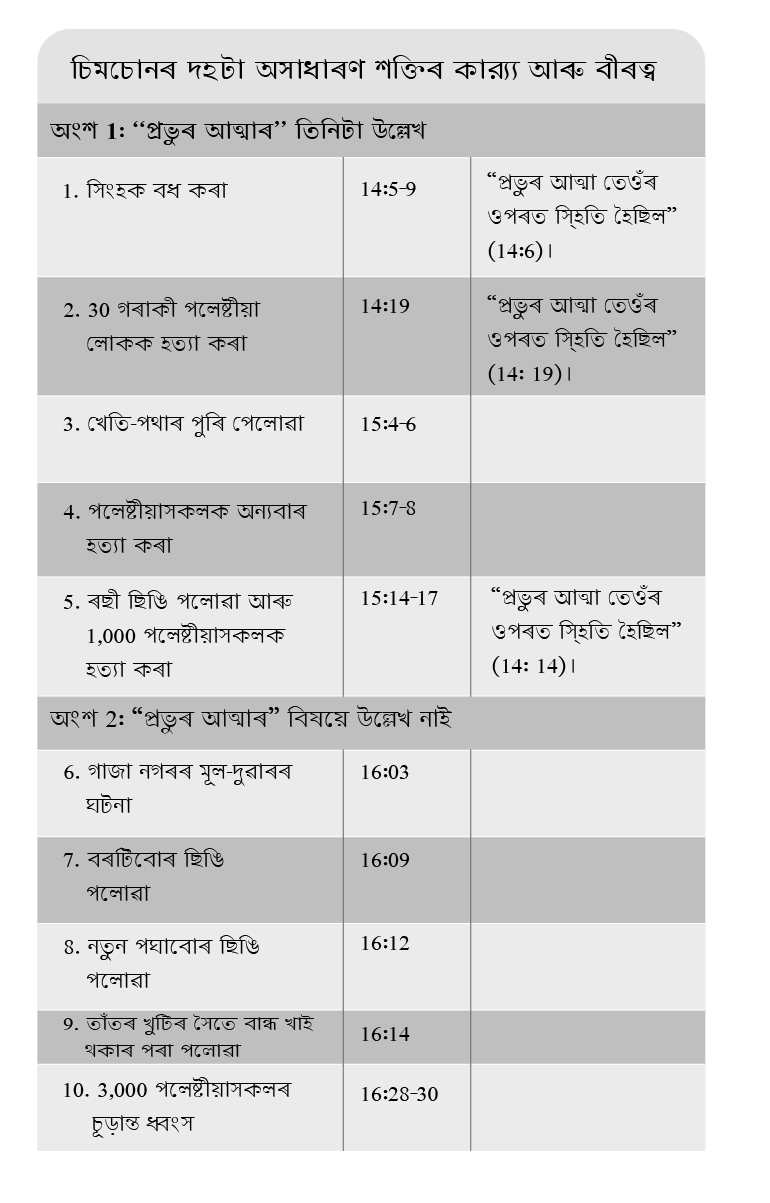 চিমচোনৰ দহটা অসাধাৰণ শক্তিৰ কাৰ্য্য আৰু বীৰত্ব
অংশ 1: “প্ৰভুৰ আত্মাৰ” তিনিটা উল্লেখ
1. সিংহক বধ কৰা
14:5-9
“প্ৰভুৰ আত্মা তেওঁৰ
ওপৰত স্হিতি হৈছিল”
(14:6)।
2. 30 গৰাকী পলেষ্টীয়া
লোকক হত্যা কৰা
14:19
“প্ৰভুৰ আত্মা তেওঁৰ
ওপৰত স্হিতি হৈছিল”
(14: 19)।
3. খেতি-পথাৰ পুৰি পেলোৱা
15:4-6
4. পলেষ্টীয়াসকলক অন্যবাৰ
হত্যা কৰা
15:7-8
5. ৰছী ছিঙি পলোৱা আৰু
1,000 পলেষ্টীয়াসকলক
হত্যা কৰা
15:14-17
“প্ৰভুৰ আত্মা তেওঁৰ
ওপৰত স্হিতি হৈছিল”
(14: 14)।
অংশ 2: “প্ৰভুৰ আত্মাৰ” বিষয়ে উল্লেখ নাই
6. গাজা নগৰৰ মূল-দুৱাৰৰ
ঘটনা
16:03
7. বৰটিবোৰ ছিঙি
পলোৱা
16:09
8. নতুন পঘাবোৰ ছিঙি
পলোৱা
16:12
9. তাঁতৰ খুটিৰ সৈতে বান্ধ খাই
থকাৰ পৰা পলোৱা
16:14
10. 3,000 পলেষ্টীয়াসকলৰ
চূড়ান্ত ধ্বংস
16:28-30